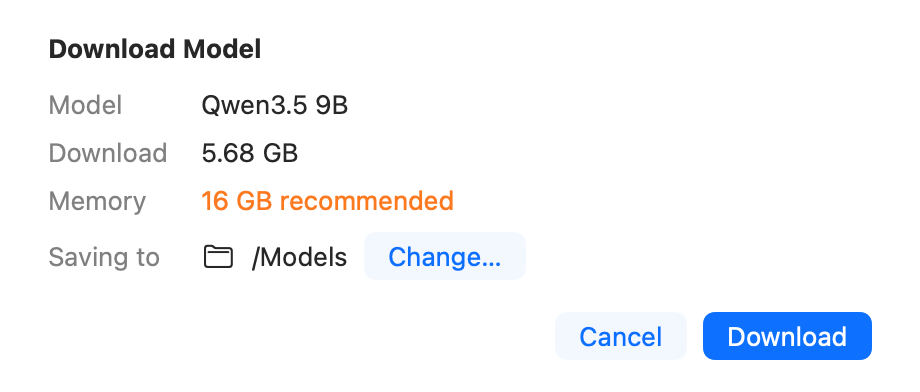 Download Model
Model Qwen3.5 9B
Download 5.68 GB
Memory 16 GB recommended
Saving to /Models Change...
Cancel Download